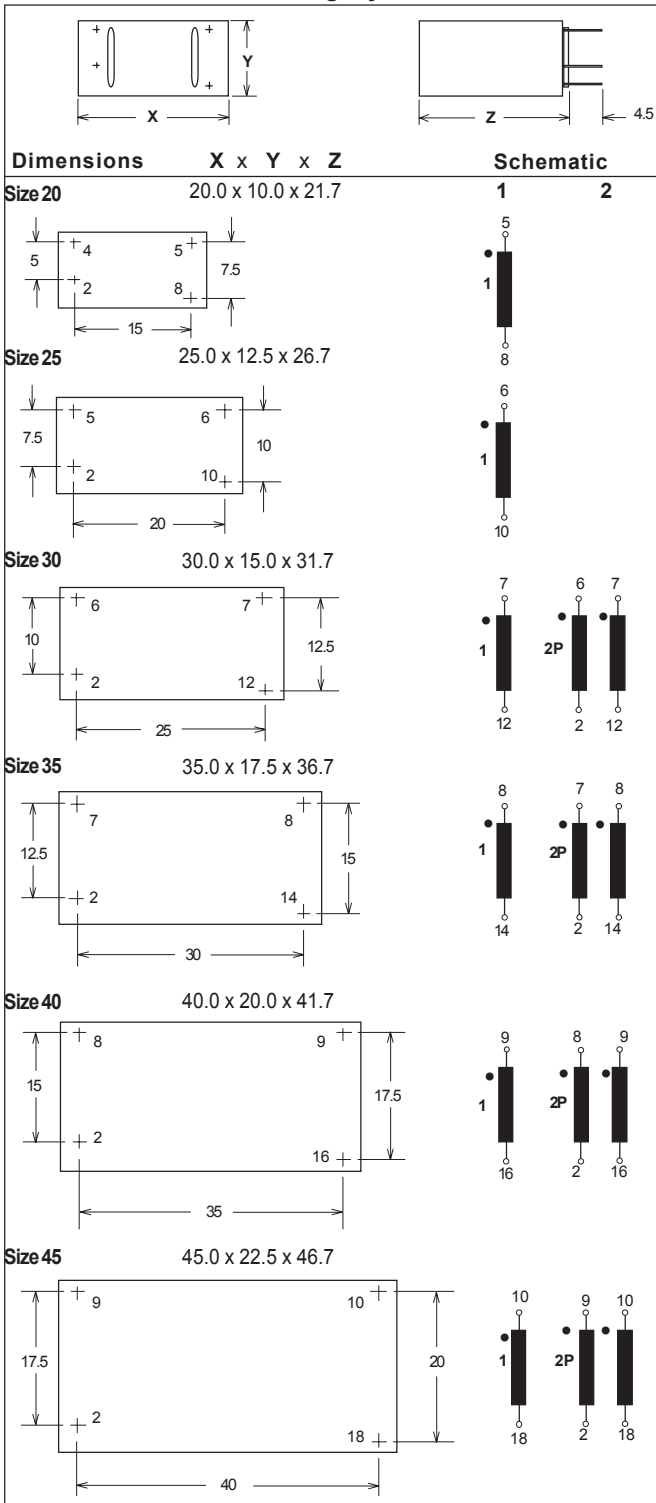 Y
X
Z
4.5
Dimensions X x Y x Z Schematic
Size 20 20.0 x 10.0 x 21.7 1 2
5
4 5
5 7.5
2 8
1
15
8
Size 25 25.0 x 12.5 x 26.7
6
5 6
7.5 10
2 10
1
20
10
Size 30 30.0 x 15.0 x 31.7
7 6 7
6 7
10 12.5
2 12
1 2P
25
12 2 12
Size 35 35.0 x 17.5 x 36.7
8 7 8
7 8
12.5 15
2 14
1 2P
30
14 2 14
Size 40 40.0 x 20.0 x 41.7
9 8 9
8 9
15 17.5
2 16
1 2P
35
16 2 16
Size 45 45.0 x 22.5 x 46.7
10 9 10
9 10
17.5 20
2 18
1 2P
40
18 2 18